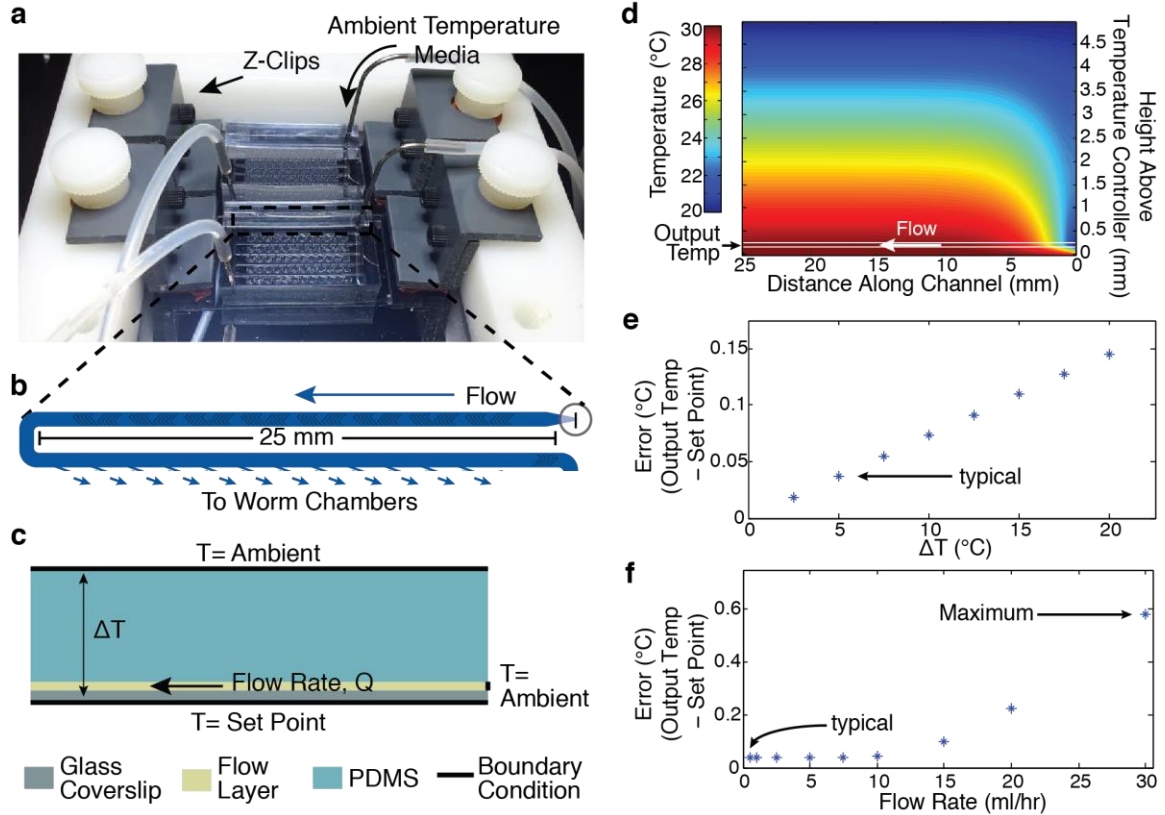 a
Ambient Temperature
Media
Z-Clips
b
Flow
25 mm
To Worm Chambers
c
T= Ambient
ΔT
Flow Rate, Q
T=
Ambient
T= Set Point
Glass
Coverslip
Flow
Layer
PDMS
Boundary
Condition
d
Temperature (°C)
30
28
26
24
22
20
Output
Temp
Flow
4.5
4
3.5
3
2.5
2
1.5
1
0.5
0
Height Above
Temperature Controller (mm)
25 20 15 10 5 0
Distance Along Channel (mm)
e
Error (°C)
(Output Temp
– Set Point)
0.15
0.1
0.05
0
typical
0 5 10 15 20
ΔT (°C)
f
Error (°C)
(Output Temp
– Set Point)
0.6
0.4
0.2
0
Maximum
typical
0 5 10 15 20 25 30
Flow Rate (ml/hr)